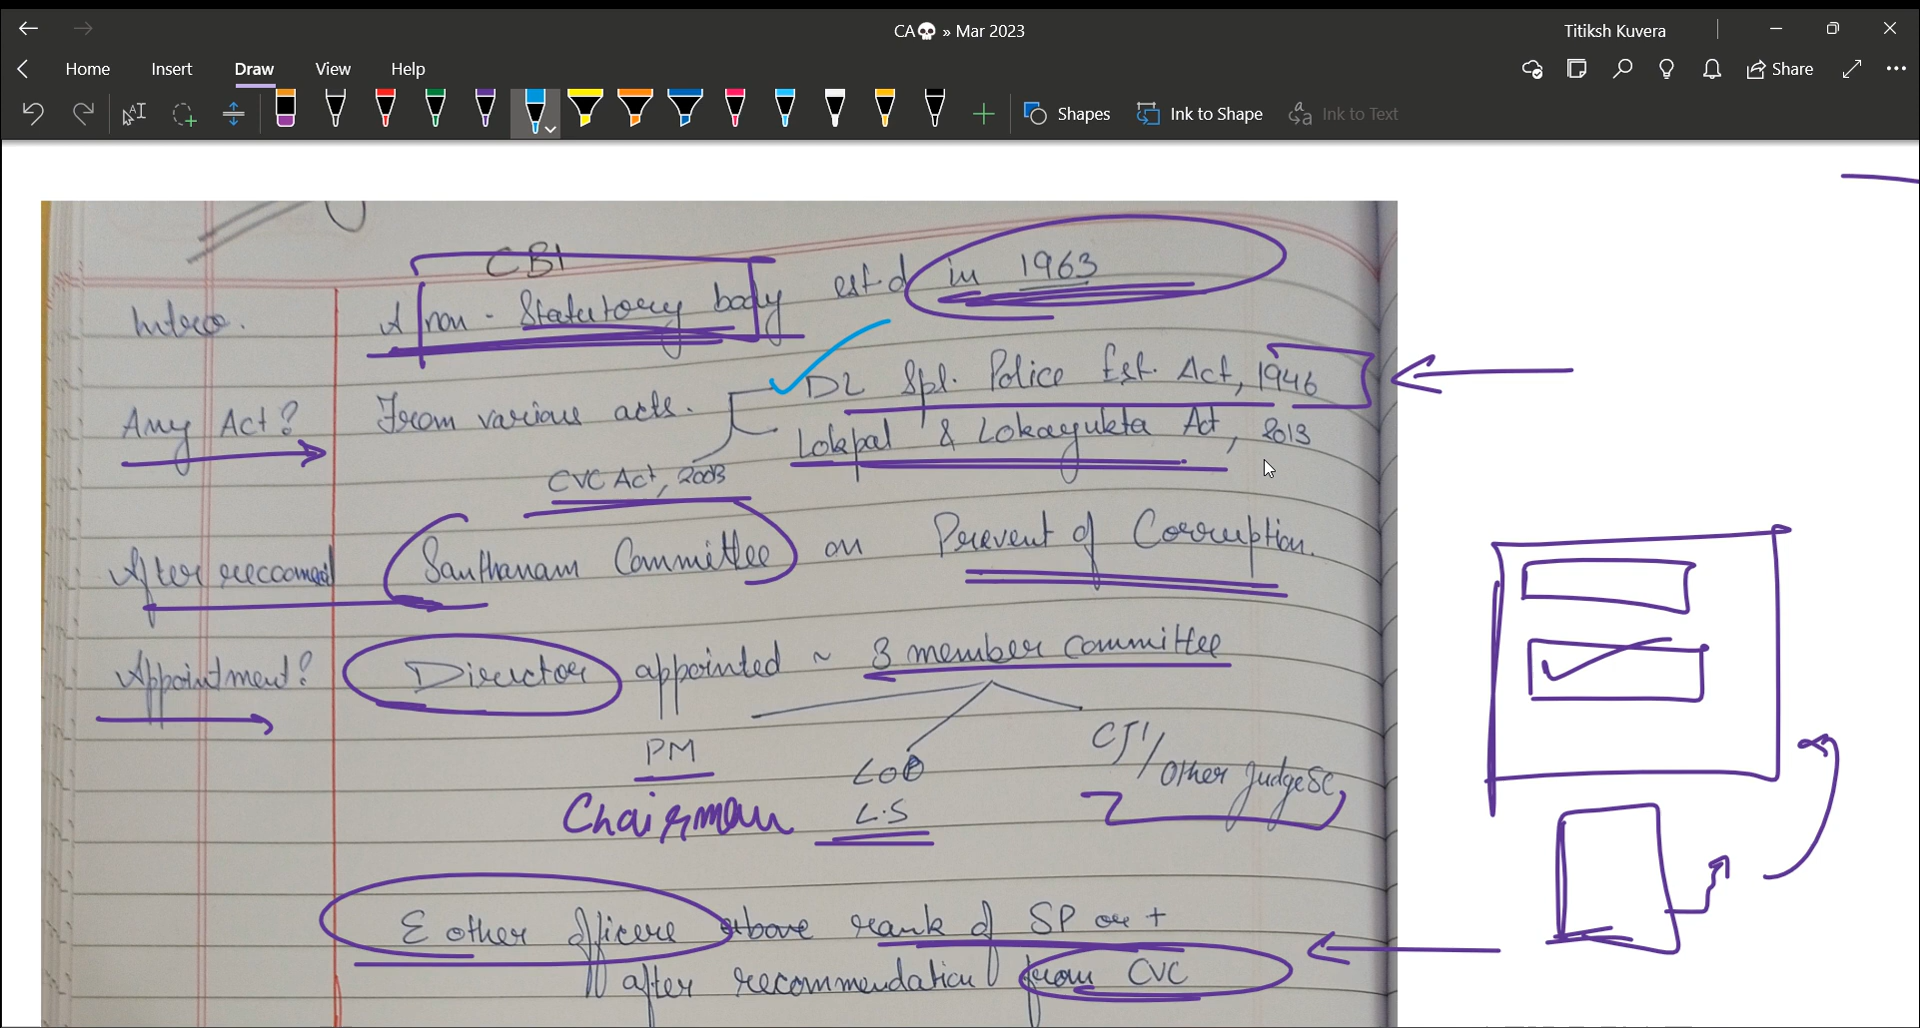 CA💀 » Mar 2023
Titiksh Kuvera
Home Insert Draw View Help
Share
Shapes Ink to Shape Ink to Text
CBI
Intro. A non - Statutory body est.d in 1963
Any Act? From various acts. DL Spl. Police Est. Act, 1946
Lokpal & Lokayukta Act, 2013
CVC Act, 2003
After reccomend Santhanam Committee on Prevent of Corruption.
Appointment? Director appointed ~ 3 member committee
PM LOO CJI/ Other Judge SC
Chairman L.S
E other officers above rank of SP or +
after recommendation from CVC